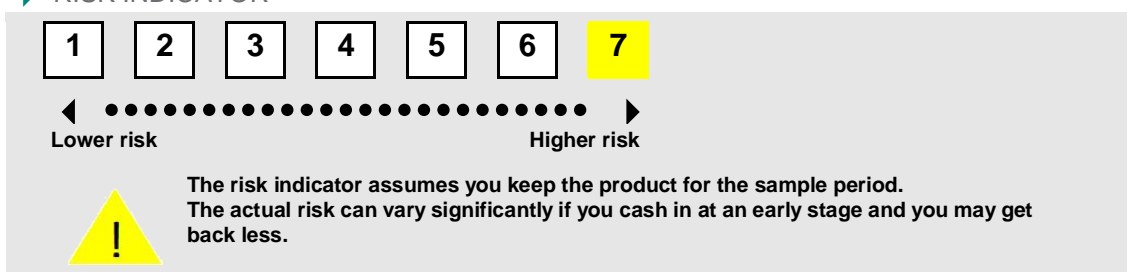 RISK INDICATOR
1 2 3 4 5 6 7
Lower risk Higher risk
The risk indicator assumes you keep the product for the sample period.
The actual risk can vary significantly if you cash in at an early stage and you may get
back less.
!